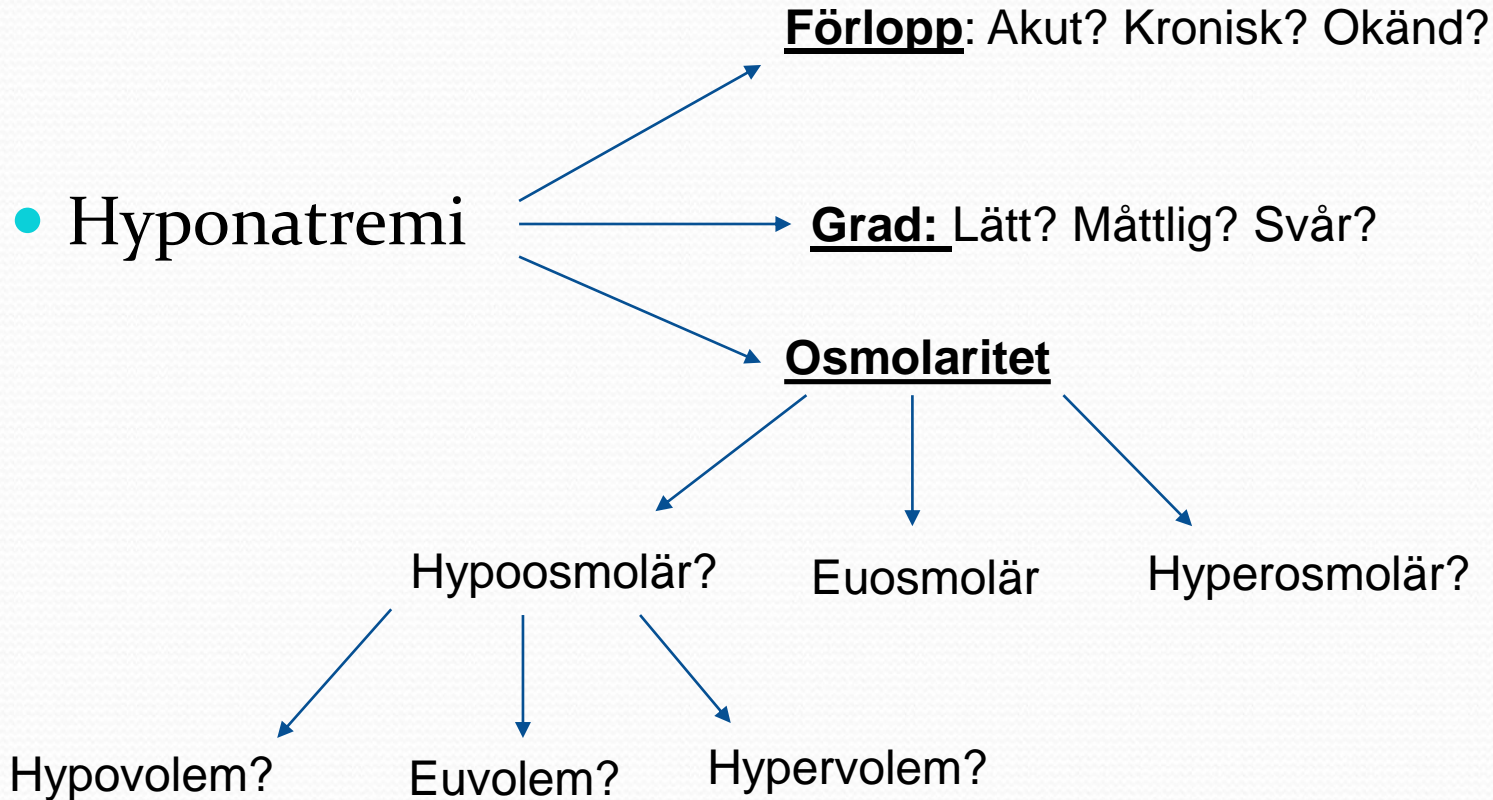 Förlopp: Akut? Kronisk? Okänd?
Hyponatremi
Grad: Lätt? Måttlig? Svår?
Osmolaritet
Hypoosmolär?
Euosmolär
Hyperosmolär?
Hypovolem?
Euvolem?
Hypervolem?